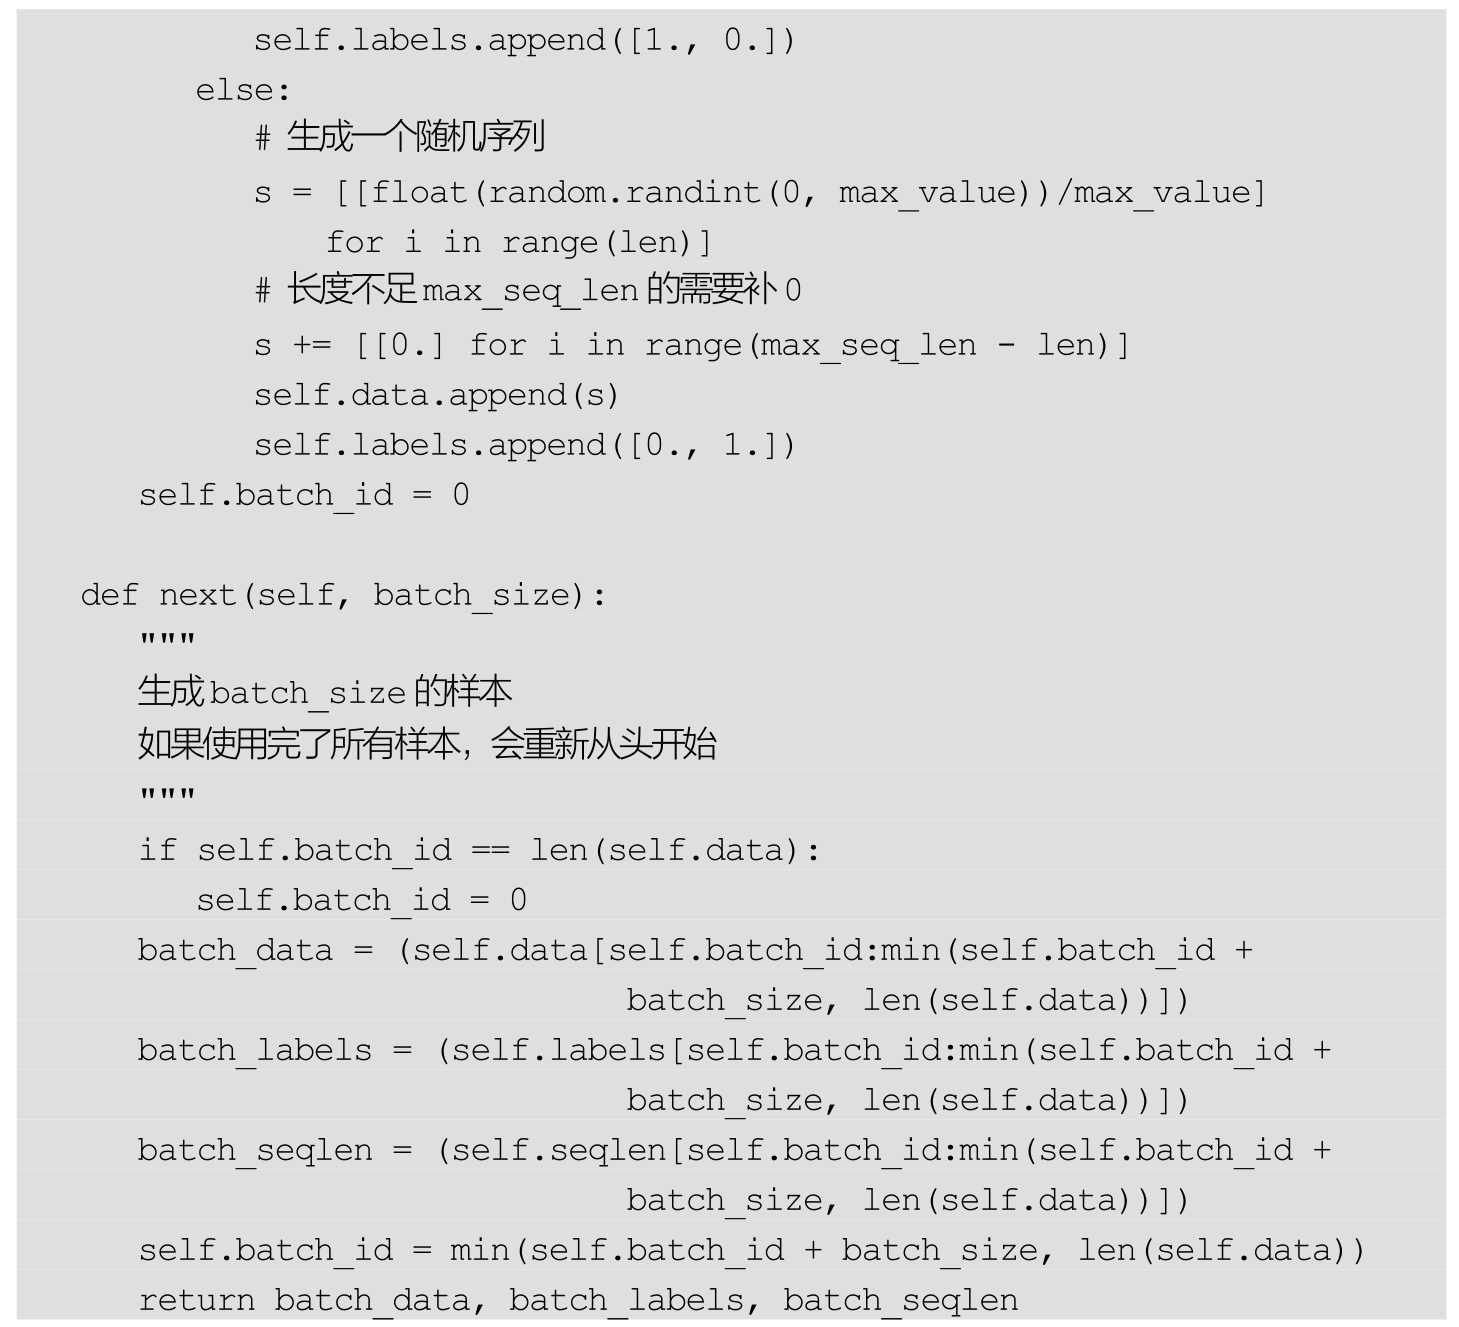 self.labels.append([1., 0.])
else:
# 生成一个随机序列
s = [[float(random.randint(0, max_value))/max_value]
for i in range(len)]
# 长度不足max_seq_len的需要补0
s += [[0.] for i in range(max_seq_len - len)]
self.data.append(s)
self.labels.append([0., 1.])
self.batch_id = 0
def next(self, batch_size):
"""
生成batch_size的样本
如果使用完了所有样本，会重新从头开始
"""
if self.batch_id == len(self.data):
self.batch_id = 0
batch_data = (self.data[self.batch_id:min(self.batch_id +
batch_size, len(self.data))])
batch_labels = (self.labels[self.batch_id:min(self.batch_id +
batch_size, len(self.data))])
batch_seqlen = (self.seqlen[self.batch_id:min(self.batch_id +
batch_size, len(self.data))])
self.batch_id = min(self.batch_id + batch_size, len(self.data))
return batch_data, batch_labels, batch_seqlen